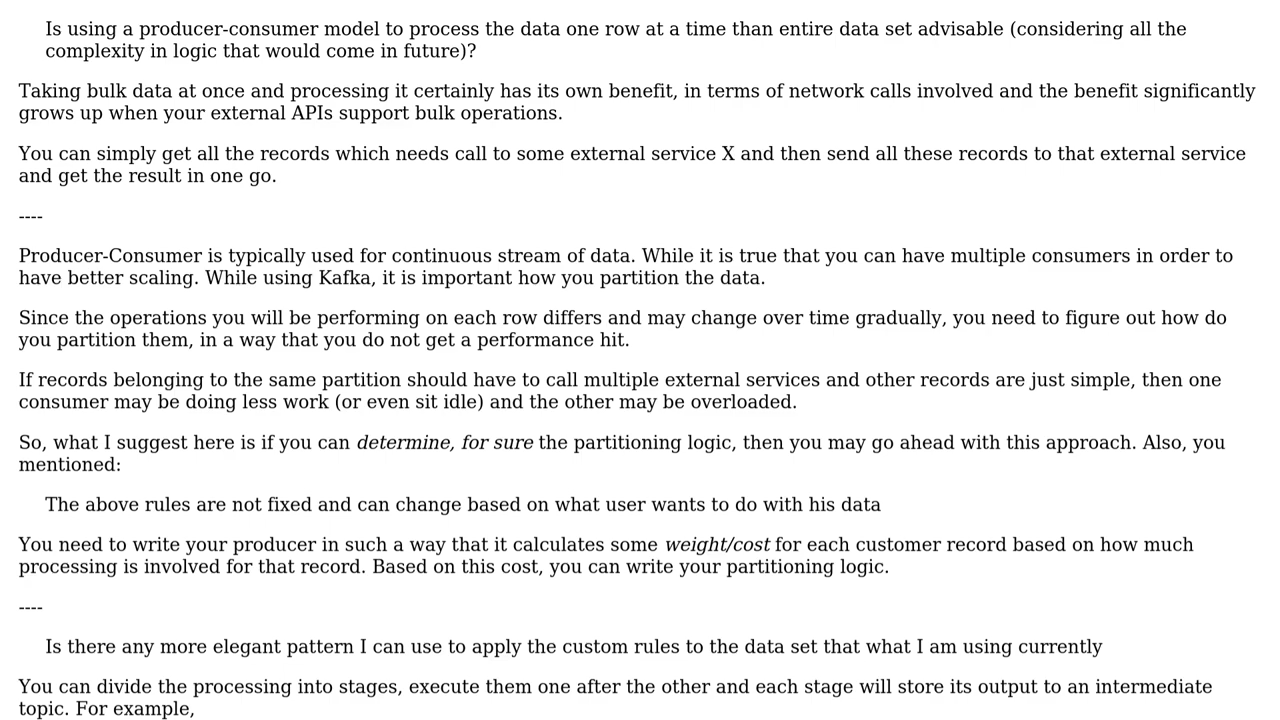 Is using a producer-consumer model to process the data one row at a time than entire data set advisable (considering all the
complexity in logic that would come in future)?
Taking bulk data at once and processing it certainly has its own benefit, in terms of network calls involved and the benefit significantly
grows up when your external APIs support bulk operations.
You can simply get all the records which needs call to some external service X and then send all these records to that external service
and get the result in one go.
----
Producer-Consumer is typically used for continuous stream of data. While it is true that you can have multiple consumers in order to
have better scaling. While using Kafka, it is important how you partition the data.
Since the operations you will be performing on each row differs and may change over time gradually, you need to figure out how do
you partition them, in a way that you do not get a performance hit.
If records belonging to the same partition should have to call multiple external services and other records are just simple, then one
consumer may be doing less work (or even sit idle) and the other may be overloaded.
So, what I suggest here is if you can determine, for sure the partitioning logic, then you may go ahead with this approach. Also, you
mentioned:
The above rules are not fixed and can change based on what user wants to do with his data
You need to write your producer in such a way that it calculates some weight/cost for each customer record based on how much
processing is involved for that record. Based on this cost, you can write your partitioning logic.
----
Is there any more elegant pattern I can use to apply the custom rules to the data set that what I am using currently
You can divide the processing into stages, execute them one after the other and each stage will store its output to an intermediate
topic. For example,